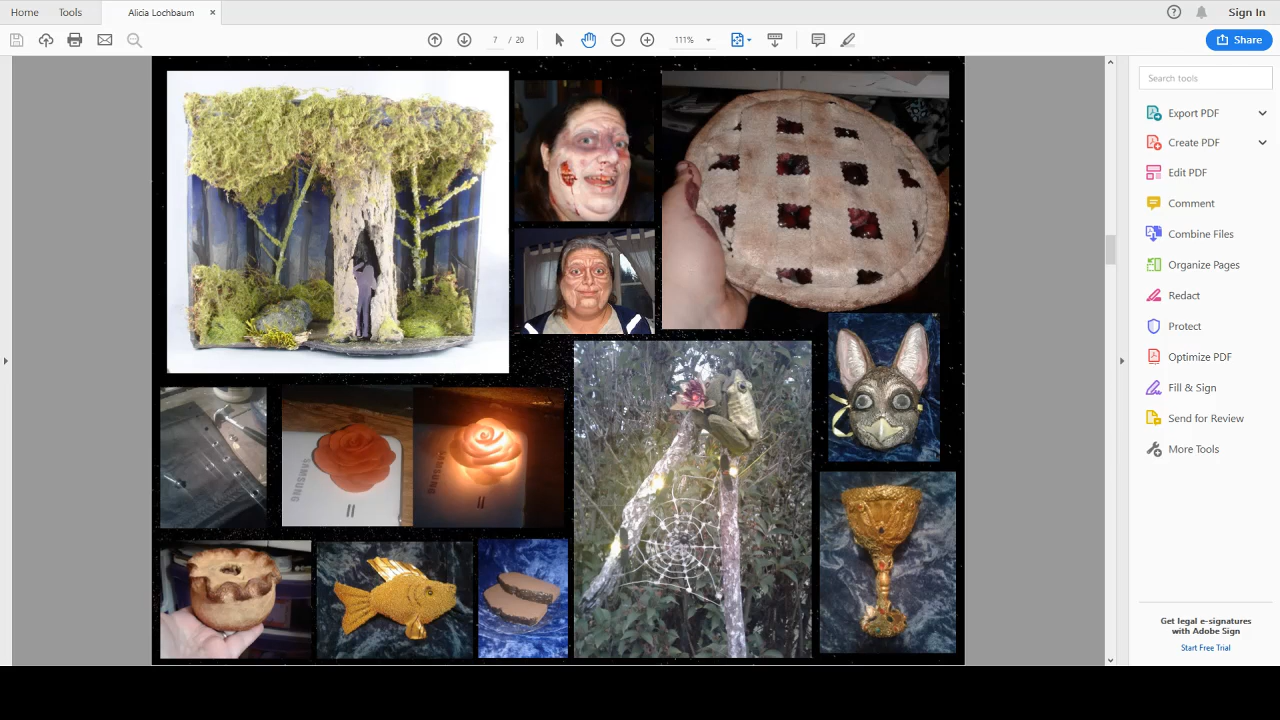 Home
Tools
Alicia Lochbaum
Sign In
7 / 20
111%
Share
Search tools
Export PDF
Create PDF
Edit PDF
Comment
Combine Files
Organize Pages
Redact
Protect
Optimize PDF
Fill & Sign
Send for Review
More Tools
SAMSUNG
SAMSUNG
Get legal e-signatures
with Adobe Sign
Start Free Trial